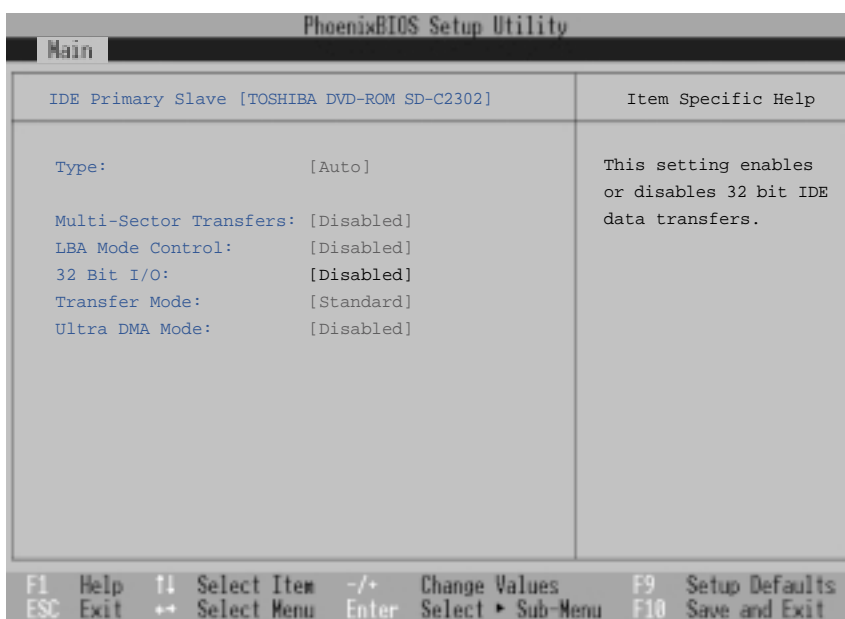 PhoenixBIOS Setup Utility
Main
IDE Primary Slave [TOSHIBA DVD-ROM SD-C2302]
Item Specific Help
Type: [Auto]
Multi-Sector Transfers: [Disabled]
LBA Mode Control: [Disabled]
32 Bit I/O: [Disabled]
Transfer Mode: [Standard]
Ultra DMA Mode: [Disabled]
This setting enables
or disables 32 bit IDE
data transfers.
F1 Help ↑↓ Select Item -/+ Change Values F9 Setup Defaults
ESC Exit ←→ Select Menu Enter Select ▶ Sub-Menu F10 Save and Exit